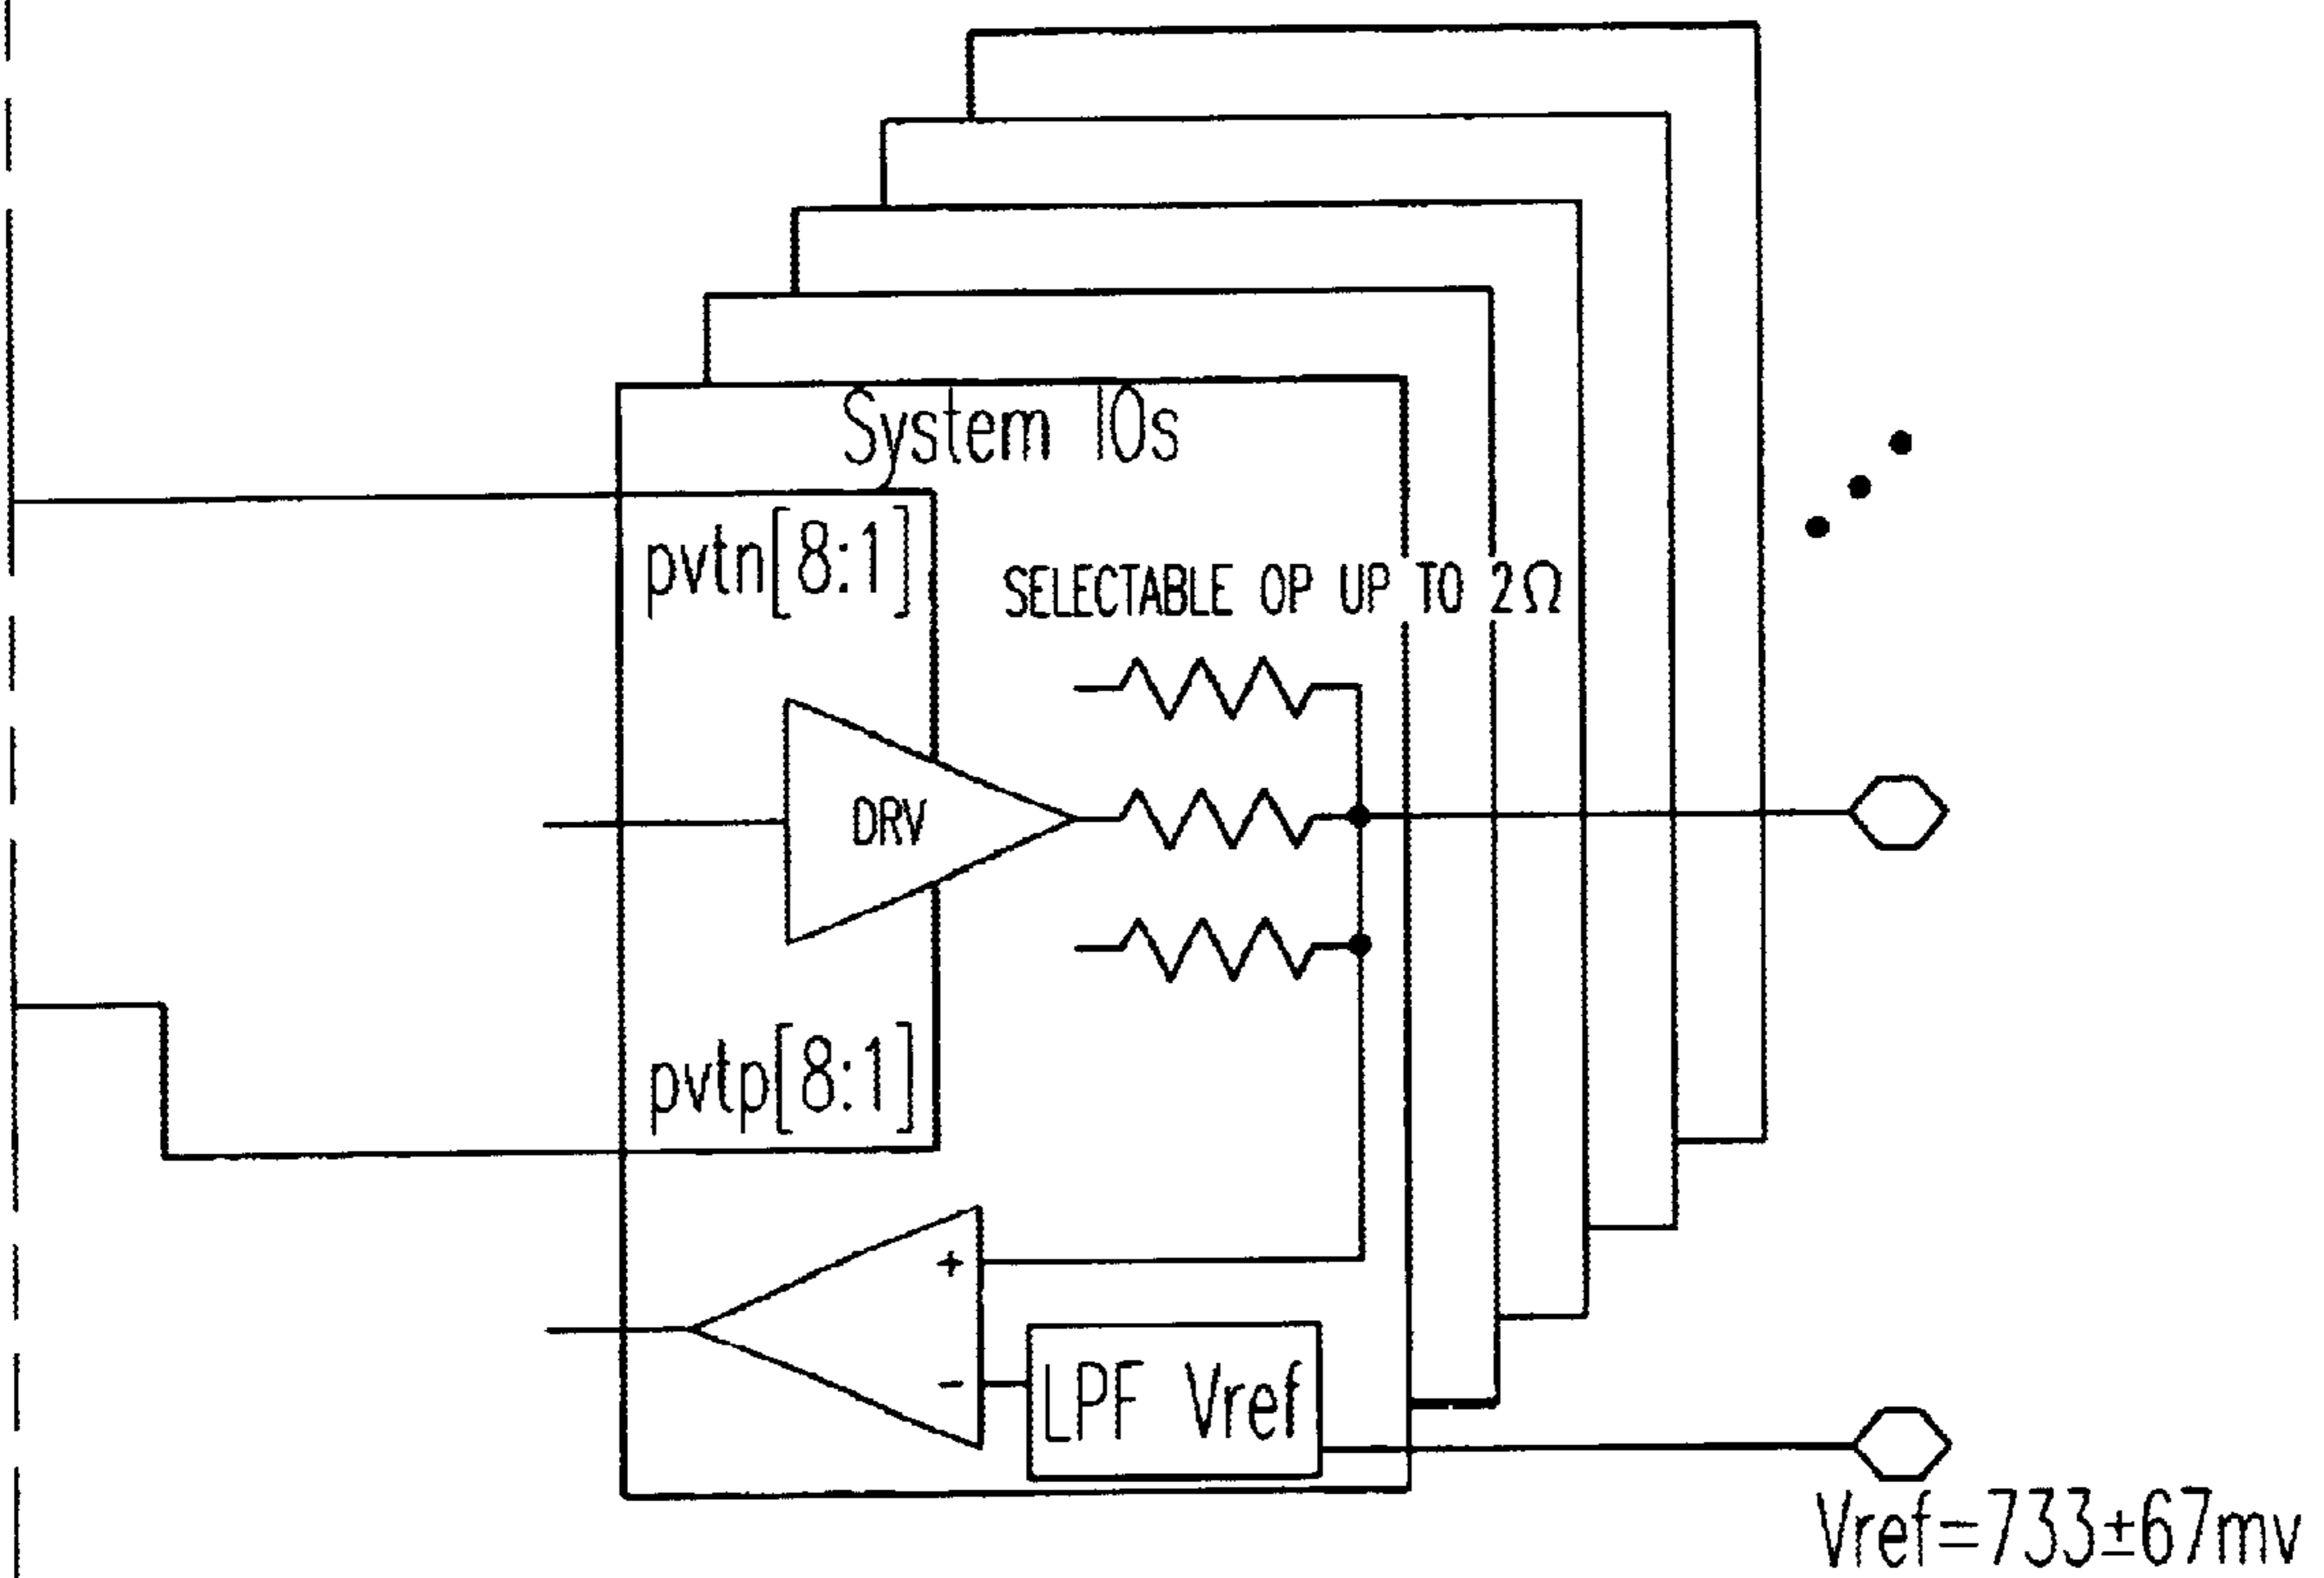 System IOs
pvtn[8:1]
SELECTABLE OP UP TO 2Ω
DRV
pvtp[8:1]
+
-
LPF Vref
Vref=733±67mv